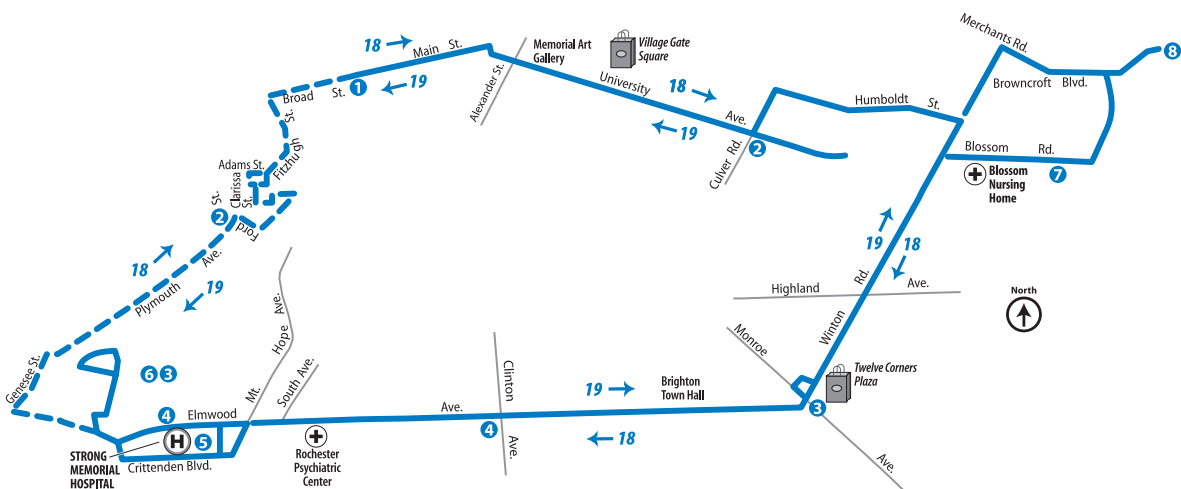 Merchants Rd.
8
18
Main St.
Memorial Art
Gallery
Village Gate
Square
19
Browncroft Blvd.
1
Broad St.
Alexander St.
University Ave.
18
Humboldt St.
19
2
Culver Rd.
Fitzhugh St.
Adams St.
Clarissa St.
Blossom Rd.
7
Blossom
Nursing
Home
2
Ford St.
19
18
18
Plymouth Ave.
19
Highland Ave.
North
Mt. Hope Ave.
Winton Rd.
Monroe Ave.
Genesee St.
6 3
South Ave.
Clinton Ave.
Twelve Corners
Plaza
19
Brighton
Town Hall
3
4
Elmwood Ave.
4
18
H
5
STRONG
MEMORIAL
HOSPITAL
Crittenden Blvd.
Rochester
Psychiatric
Center